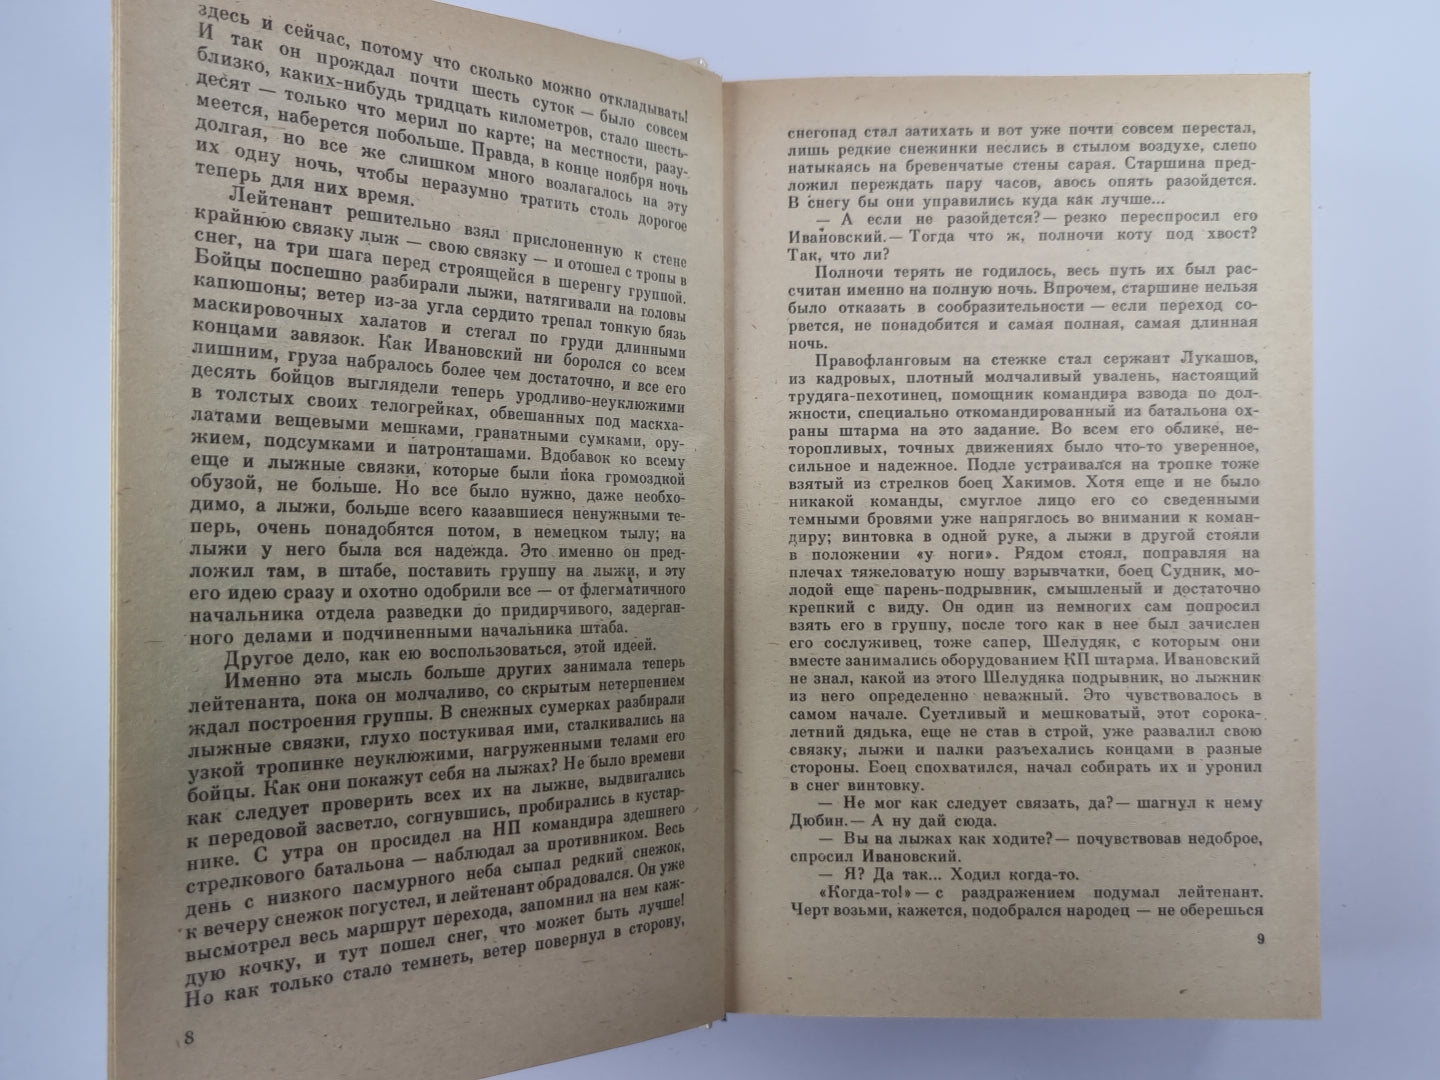 здесь и сейчас, потому что сколько можно откладывать!
И так он прождал почти шесть суток — было совсем
близко, каких-нибудь тридцать километров, стало шесть-
десят — только что мерил по карте; на местности, разу-
меется, наберется побольше. Правда, в конце ноября ночь
долгая, но все же слишком много возлагалось на эту
их одну ночь, чтобы неразумно тратить столь дорогое
теперь для них время.
Лейтенант решительно взял прислоненную к стене
крайнюю связку лыж — свою связку — и отошел с тропы в
снег, на три шага перед строящейся в шеренгу группой.
Бойцы поспешно разбирали лыжи, натягивали на головы
капюшоны; ветер из-за угла сердито трепал тонкую бязь
маскировочных халатов и стегал по груди длинными
концами завязок. Как Ивановский ни боролся со всем
лишним, груза набралось более чем достаточно, и все его
десять бойцов выглядели теперь уродливо-неуклюжими
в толстых своих телогрейках, обвешанных под маскха-
латами вещевыми мешками, гранатными сумками, ору-
жием, подсумками и патронташами. Вдобавок ко всему
еще и лыжные связки, которые были пока громоздкой
обузой, не больше. Но все было нужно, даже необхо-
димо, а лыжи, больше всего казавшиеся ненужными те-
перь, очень понадобятся потом, в немецком тылу; на
лыжи у него была вся надежда. Это именно он пред-
ложил там, в штабе, поставить группу на лыжи, и эту
его идею сразу и охотно одобрили все — от флегматичного
начальника отдела разведки до придирчивого, задерган-
ного делами и подчиненными начальника штаба.
Другое дело, как ею воспользоваться, этой идеей.
Именно эта мысль больше других занимала теперь
лейтенанта, пока он молчаливо, со скрытым нетерпением
ждал построения группы. В снежных сумерках разбирали
лыжные связки, глухо постукивая ими, сталкивались на
узкой тропинке неуклюжими, нагруженными телами его
бойцы. Как они покажут себя на лыжах? Не было времени
как следует проверить всех их на лыжне, выдвигались
к передовой засветло, согнувшись, пробирались в кустар-
нике. С утра он просидел на НП командира здешнего
стрелкового батальона — наблюдал за противником. Весь
день с низкого пасмурного неба сыпал редкий снежок,
к вечеру снежок погустел, и лейтенант обрадовался. Он уже
высмотрел весь маршрут перехода, запомнил на нем каж-
дую кочку, и тут пошел снег, что может быть лучше!
Но как только стало темнеть, ветер повернул в сторону,
8
снегопад стал затихать и вот уже почти совсем перестал,
лишь редкие снежинки неслись в стылом воздухе, слепо
натыкаясь на бревенчатые стены сарая. Старшина пред-
ложил переждать пару часов, авось опять разойдется.
В снегу бы они управились куда как лучше...
— А если не разойдется? — резко переспросил его
Ивановский. — Тогда что ж, полночи коту под хвост?
Так, что ли?
Полночи терять не годилось, весь путь их был рас-
считан именно на полную ночь. Впрочем, старшине нельзя
было отказать в сообразительности — если переход со-
рвется, не понадобится и самая полная, самая длинная
ночь.
Правофланговым на стежке стал сержант Лукашов,
из кадровых, плотный молчаливый увалень, настоящий
трудяга-пехотинец, помощник командира взвода по дол-
жности, специально откомандированный из батальона ох-
раны штарма на это задание. Во всем его облике, не-
торопливых, точных движениях было что-то уверенное,
сильное и надежное. Подле устраивался на тропке тоже
взятый из стрелков боец Хакимов. Хотя еще и не было
никакой команды, смуглое лицо его со сведенными
темными бровями уже напряглось во внимании к коман-
диру; винтовка в одной руке, а лыжи в другой стояли
в положении «у ноги». Рядом стоял, поправляя на
плечах тяжеловатую ношу взрывчатки, боец Судник, мо-
лодой еще парень-подрывник, смышленый и достаточно
крепкий с виду. Он один из немногих сам попросил
взять его в группу, после того как в нее был зачислен
его сослуживец, тоже сапер, Шелудяк, с которым они
вместе занимались оборудованием КП штарма. Ивановский
не знал, какой из этого Шелудяка подрывник, но лыжник
из него определенно неважный. Это чувствовалось в
самом начале. Суетливый и мешковатый, этот сорока-
летний дядька, еще не став в строй, уже развалил свою
связку, лыжи и палки разъехались концами в разные
стороны. Боец спохватился, начал собирать их и уронил
в снег винтовку.
— Не мог как следует связать, да? — шагнул к нему
Дюбин. — А ну дай сюда.
— Вы на лыжах как ходите? — почувствовав недоброе,
спросил Ивановский.
— Я? Да так... Ходил когда-то.
«Когда-то!» — с раздражением подумал лейтенант.
Черт возьми, кажется, подобрался народец — не оберешься
9